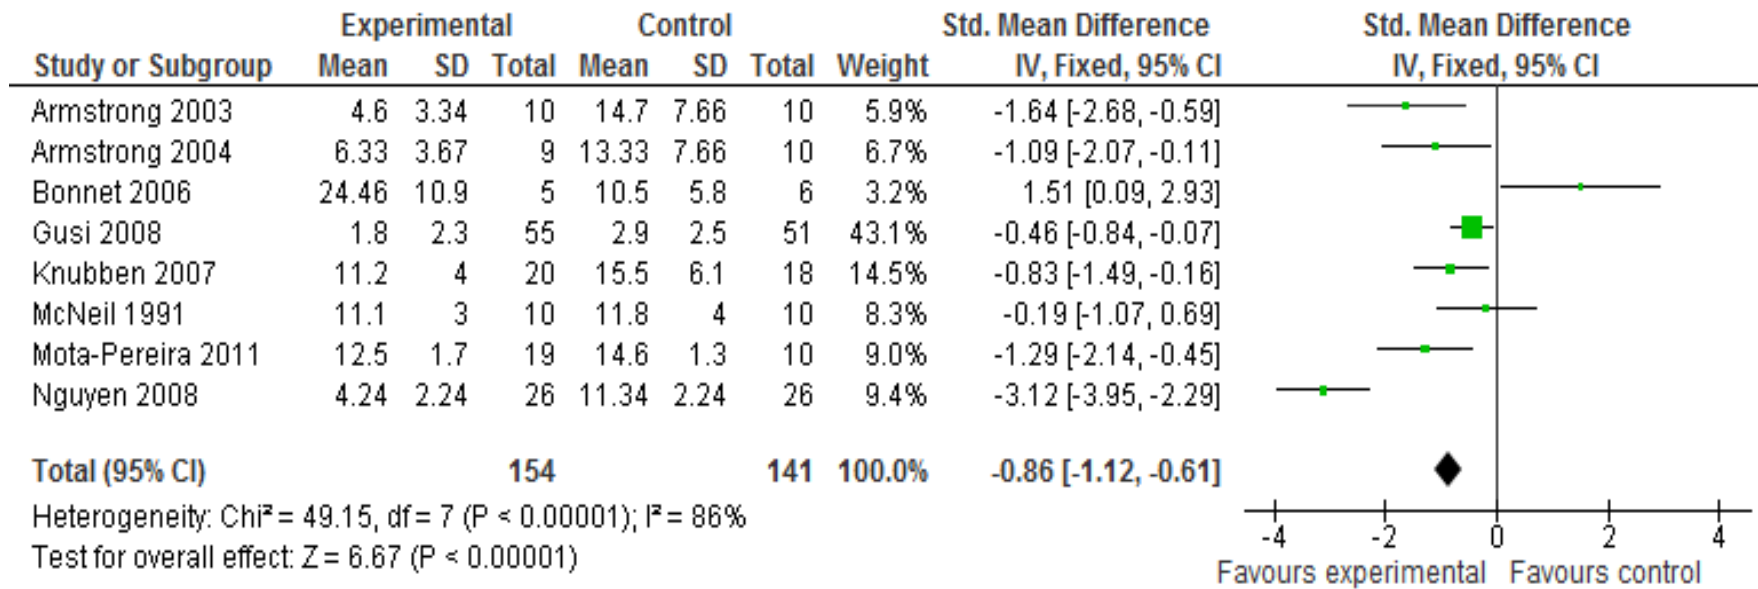 Experimental Control Std. Mean Difference Std. Mean Difference
Study or Subgroup Mean SD Total Mean SD Total Weight IV, Fixed, 95% CI IV, Fixed, 95% CI
Armstrong 2003 4.6 3.34 10 14.7 7.66 10 5.9% -1.64 [-2.68, -0.59]
Armstrong 2004 6.33 3.67 9 13.33 7.66 10 6.7% -1.09 [-2.07, -0.11]
Bonnet 2006 24.46 10.9 5 10.5 5.8 6 3.2% 1.51 [0.09, 2.93]
Gusi 2008 1.8 2.3 55 2.9 2.5 51 43.1% -0.46 [-0.84, -0.07]
Knubben 2007 11.2 4 20 15.5 6.1 18 14.5% -0.83 [-1.49, -0.16]
McNeil 1991 11.1 3 10 11.8 4 10 8.3% -0.19 [-1.07, 0.69]
Mota-Pereira 2011 12.5 1.7 19 14.6 1.3 10 9.0% -1.29 [-2.14, -0.45]
Nguyen 2008 4.24 2.24 26 11.34 2.24 26 9.4% -3.12 [-3.95, -2.29]
Total (95% CI) 154 141 100.0% -0.86 [-1.12, -0.61]
Heterogeneity: Chi² = 49.15, df = 7 (P < 0.00001); I² = 86%
Test for overall effect: Z = 6.67 (P < 0.00001)
-4 -2 0 2 4
Favours experimental Favours control